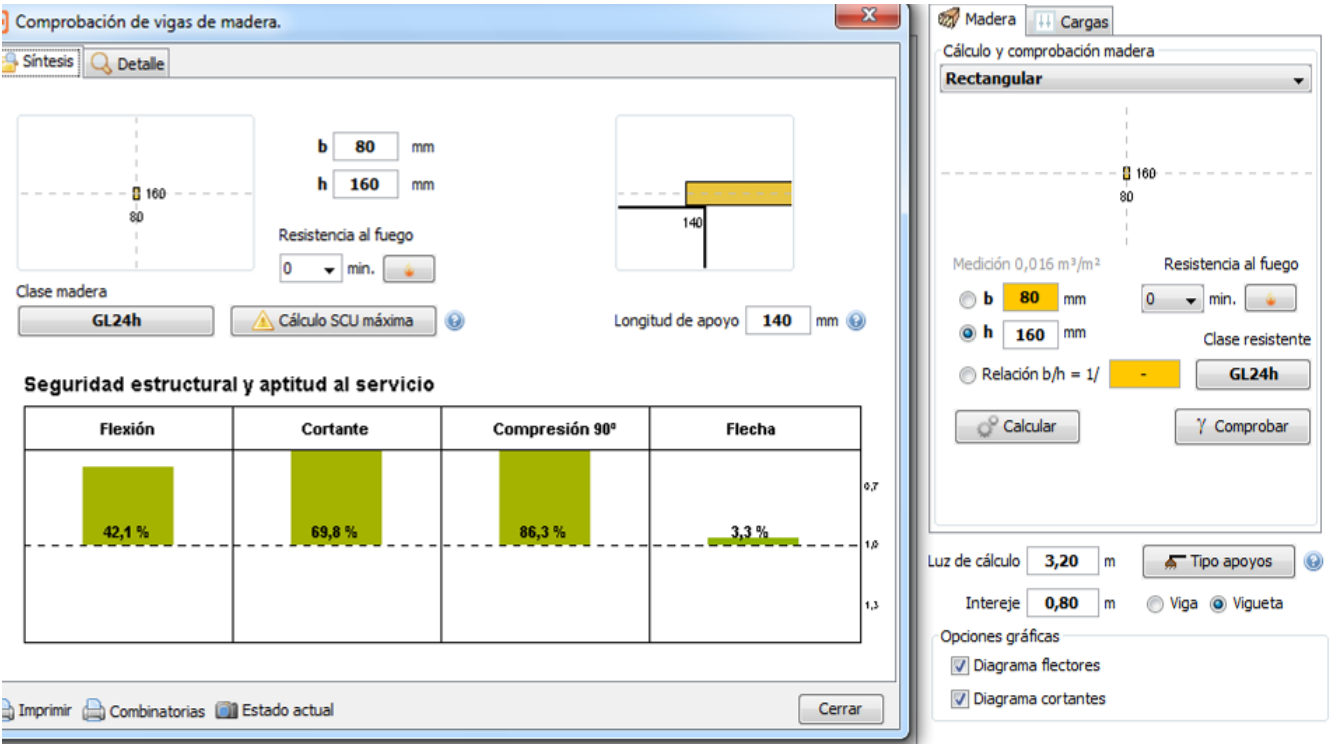 Comprobación de vigas de madera.
Síntesis Detalle
b 80 mm
h 160 mm
160
80
Resistencia al fuego
0 min.
140
Clase madera
GL24h Cálculo SCU máxima
Longitud de apoyo 140 mm
Seguridad estructural y aptitud al servicio
Flexión Cortante Compresión 90º Flecha
0,7
42,1 % 69,8 % 86,3 % 3,3 %
1,0
1,3
Imprimir Combinatorias Estado actual Cerrar
Madera Cargas
Cálculo y comprobación madera
Rectangular
160
80
Medición 0,016 m³/m² Resistencia al fuego
b 80 mm 0 min.
h 160 mm Clase resistente
Relación b/h = 1/ - GL24h
Calcular γ Comprobar
Luz de cálculo 3,20 m Tipo apoyos
Intereje 0,80 m Viga Vigueta
Opciones gráficas
Diagrama flectores
Diagrama cortantes